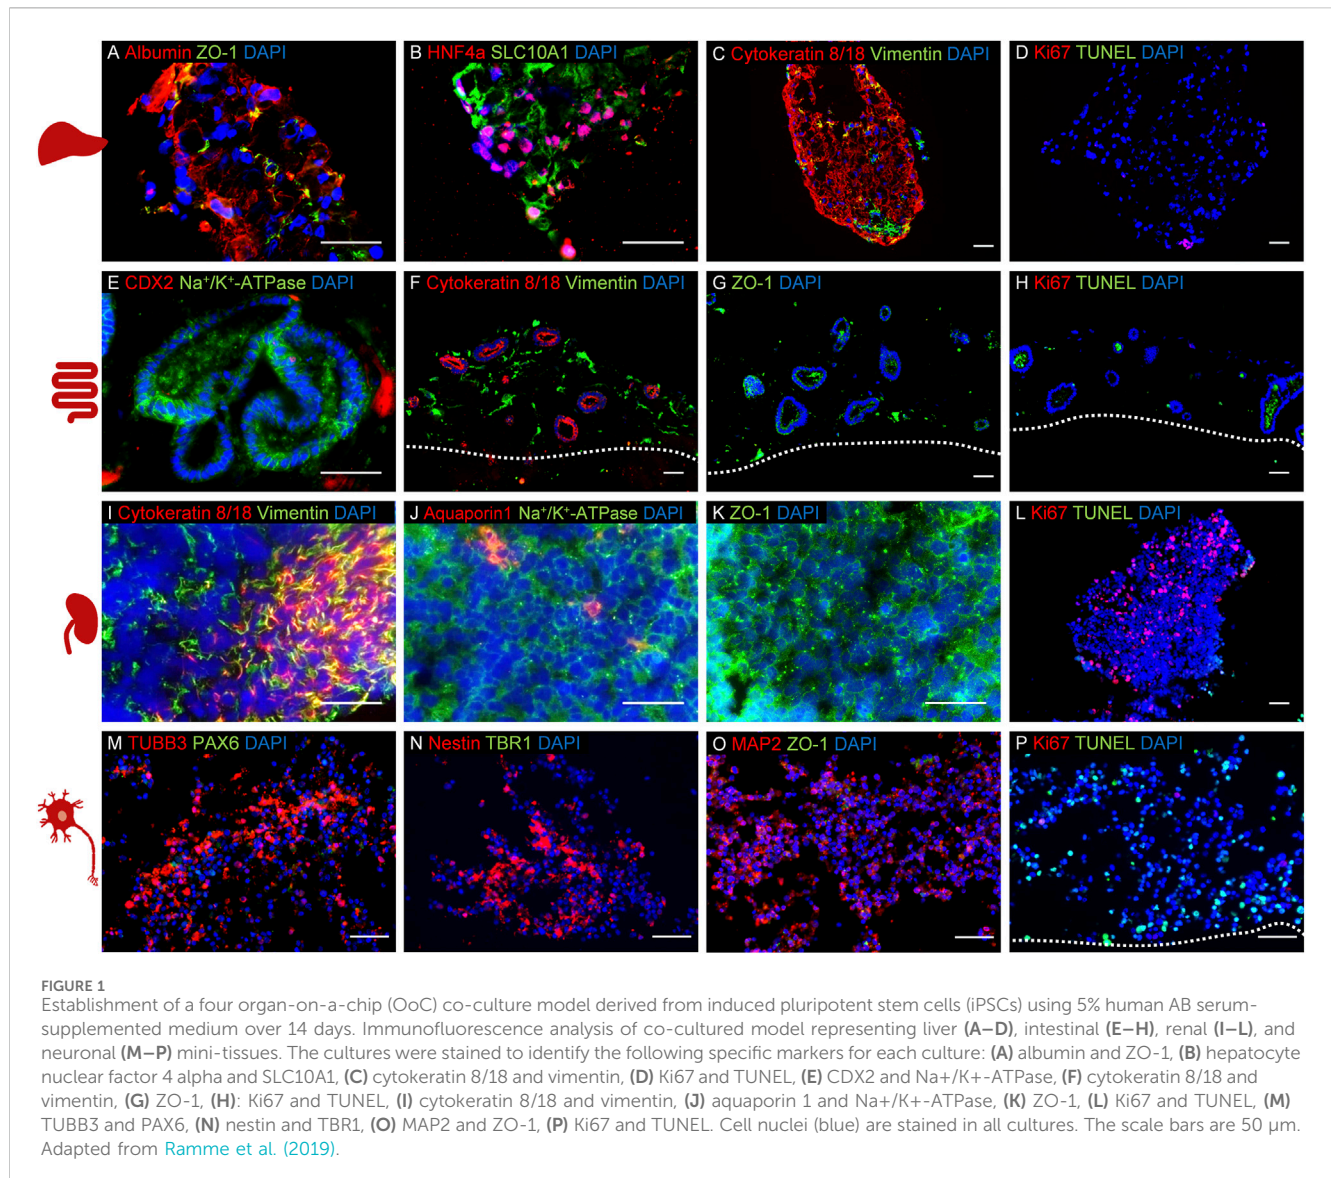 A Albumin ZO-1 DAPI
B HNF4a SLC10A1 DAPI
C Cytokeratin 8/18 Vimentin DAPI
D Ki67 TUNEL DAPI
E CDX2 Na⁺/K⁺-ATPase DAPI
F Cytokeratin 8/18 Vimentin DAPI
G ZO-1 DAPI
H Ki67 TUNEL DAPI
I Cytokeratin 8/18 Vimentin DAPI
J Aquaporin1 Na⁺/K⁺-ATPase DAPI
K ZO-1 DAPI
L Ki67 TUNEL DAPI
M TUBB3 PAX6 DAPI
N Nestin TBR1 DAPI
O MAP2 ZO-1 DAPI
P Ki67 TUNEL DAPI
FIGURE 1
Establishment of a four organ-on-a-chip (OoC) co-culture model derived from induced pluripotent stem cells (iPSCs) using 5% human AB serum-
supplemented medium over 14 days. Immunofluorescence analysis of co-cultured model representing liver (A–D), intestinal (E–H), renal (I–L), and
neuronal (M–P) mini-tissues. The cultures were stained to identify the following specific markers for each culture: (A) albumin and ZO-1, (B) hepatocyte
nuclear factor 4 alpha and SLC10A1, (C) cytokeratin 8/18 and vimentin, (D) Ki67 and TUNEL, (E) CDX2 and Na+/K+-ATPase, (F) cytokeratin 8/18 and
vimentin, (G) ZO-1, (H): Ki67 and TUNEL, (I) cytokeratin 8/18 and vimentin, (J) aquaporin 1 and Na+/K+-ATPase, (K) ZO-1, (L) Ki67 and TUNEL, (M)
TUBB3 and PAX6, (N) nestin and TBR1, (O) MAP2 and ZO-1, (P) Ki67 and TUNEL. Cell nuclei (blue) are stained in all cultures. The scale bars are 50 µm.
Adapted from Ramme et al. (2019).